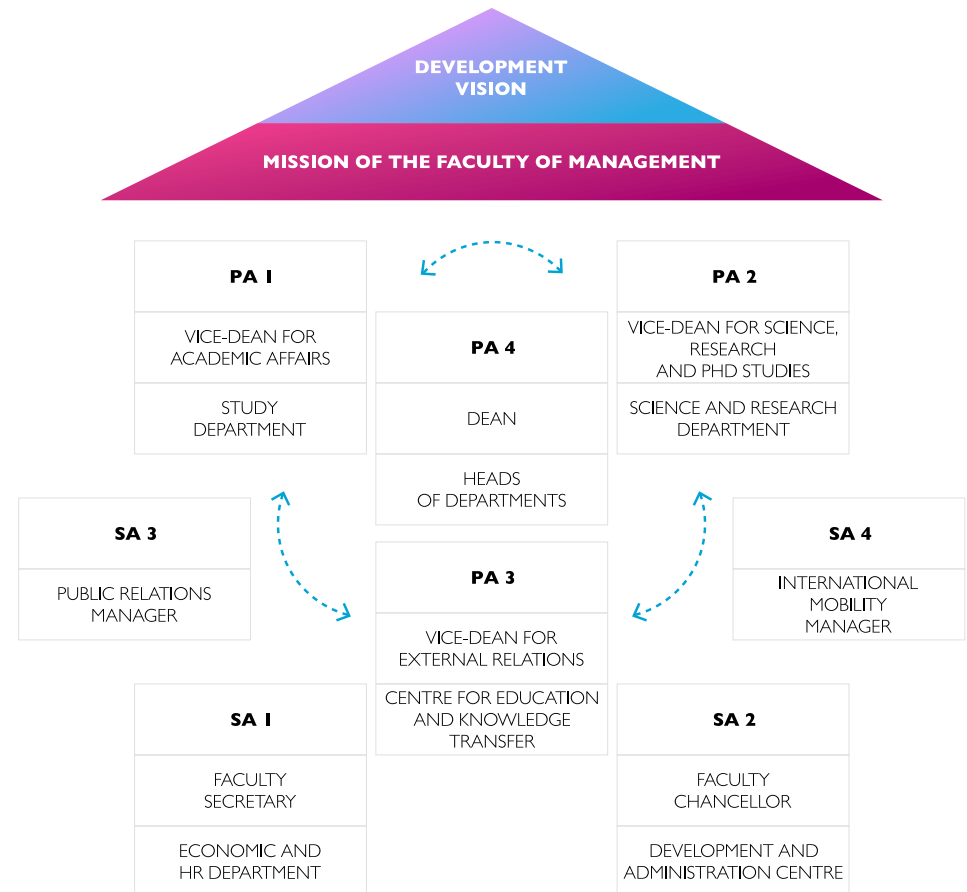 DEVELOPMENT
VISION
MISSION OF THE FACULTY OF MANAGEMENT
PA 1
VICE-DEAN FOR
ACADEMIC AFFAIRS
STUDY
DEPARTMENT
PA 4
DEAN
HEADS
OF DEPARTMENTS
PA 2
VICE-DEAN FOR SCIENCE,
RESEARCH
AND PHD STUDIES
SCIENCE AND RESEARCH
DEPARTMENT
SA 3
PUBLIC RELATIONS
MANAGER
PA 3
VICE-DEAN FOR
EXTERNAL RELATIONS
CENTRE FOR EDUCATION
AND KNOWLEDGE
TRANSFER
SA 4
INTERNATIONAL
MOBILITY
MANAGER
SA 1
FACULTY
SECRETARY
ECONOMIC AND
HR DEPARTMENT
SA 2
FACULTY
CHANCELLOR
DEVELOPMENT AND
ADMINISTRATION CENTRE